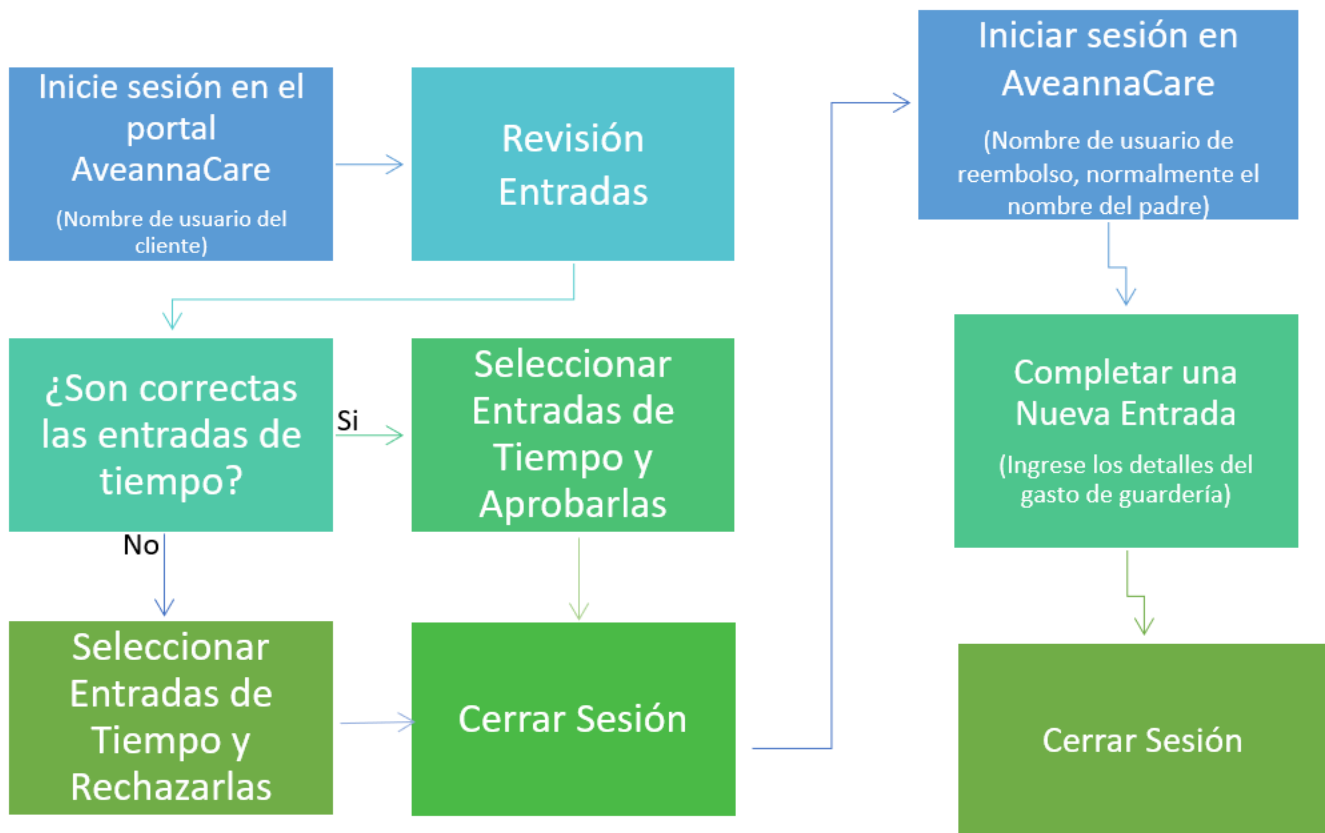 Inicie sesión en el
portal
AveannaCare
(Nombre de usuario del
cliente)
Revisión
Entradas
¿Son correctas
las entradas de
tiempo?
Si
Seleccionar
Entradas de
Tiempo y
Aprobarlas
No
Seleccionar
Entradas de
Tiempo y
Rechazarlas
Cerrar Sesión
Iniciar sesión en
AveannaCare
(Nombre de usuario de
reembolso, normalmente el
nombre del padre)
Completar una
Nueva Entrada
(Ingrese los detalles del
gasto de guardería)
Cerrar Sesión